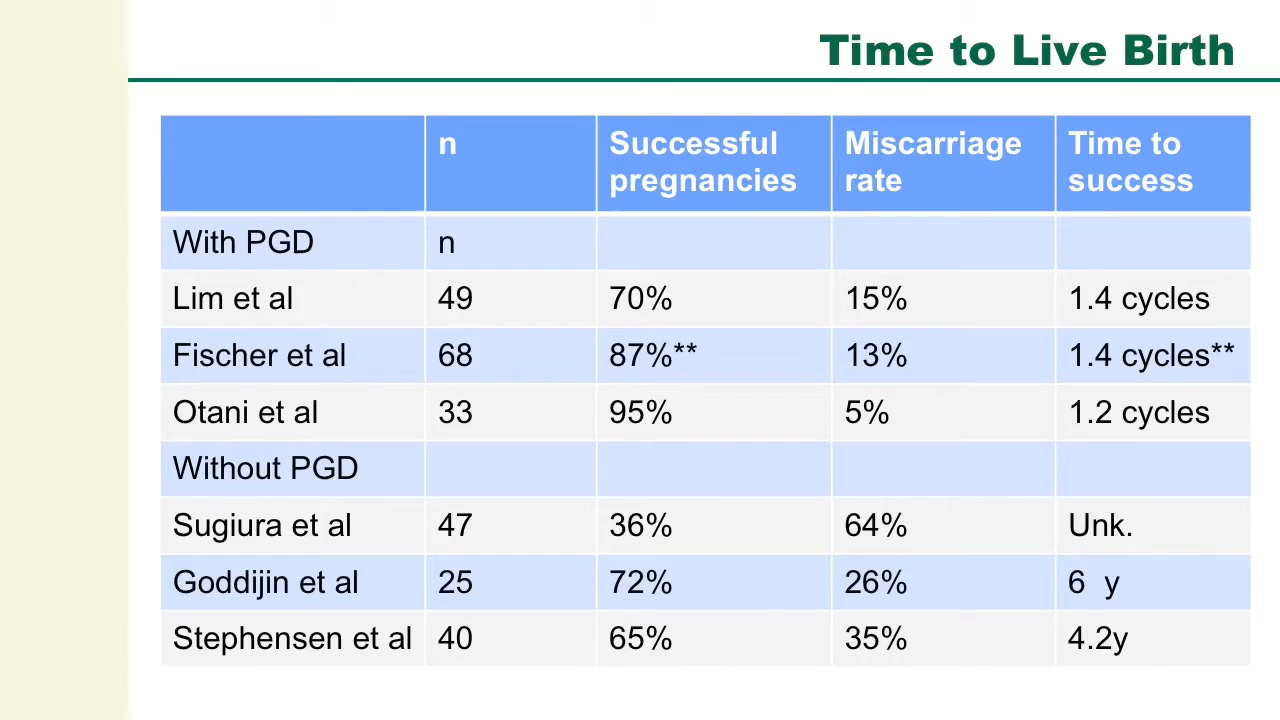 Time to Live Birth
n Successful pregnancies Miscarriage rate Time to success
With PGD n
Lim et al 49 70% 15% 1.4 cycles
Fischer et al 68 87%** 13% 1.4 cycles**
Otani et al 33 95% 5% 1.2 cycles
Without PGD
Sugiura et al 47 36% 64% Unk.
Goddijin et al 25 72% 26% 6 y
Stephensen et al 40 65% 35% 4.2y